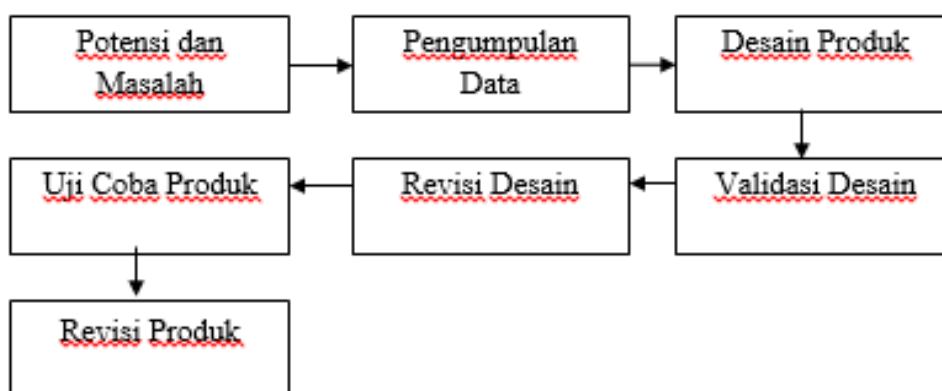 Potensi dan
Masalah
Pengumpulan
Data
Desain Produk
Validasi Desain
Revisi Desain
Uji Coba Produk
Revisi Produk